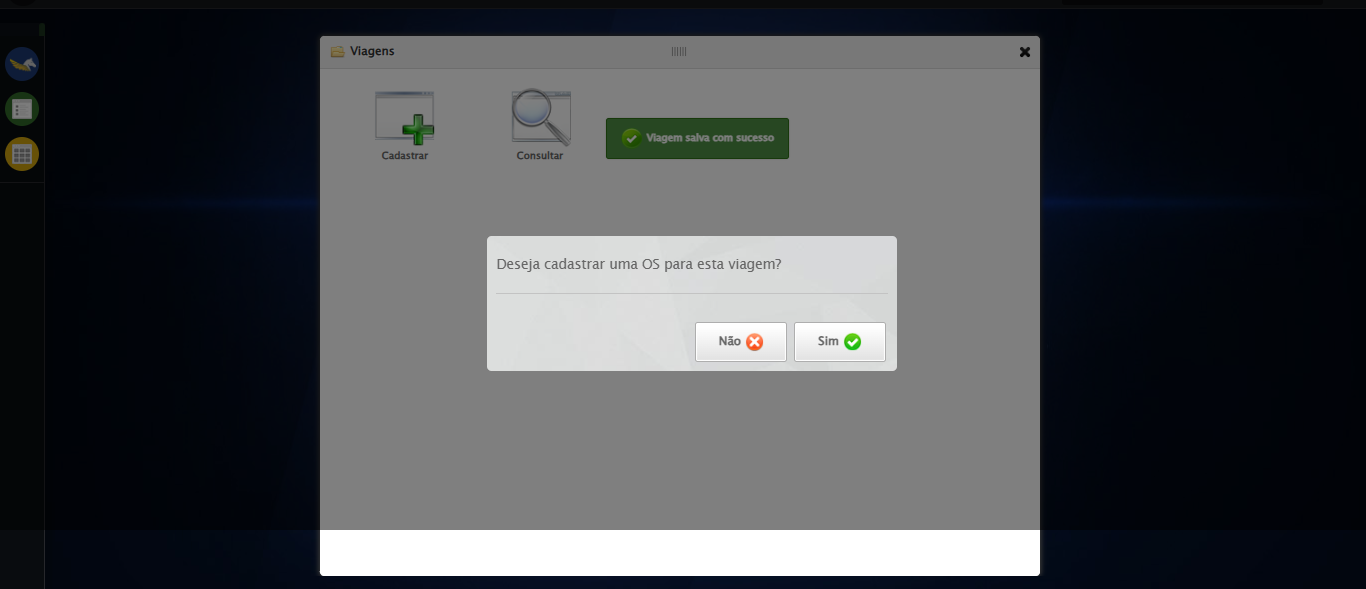 Viagens
Cadastrar
Consultar
Viagem salva com sucesso
Deseja cadastrar uma OS para esta viagem?
Não
Sim